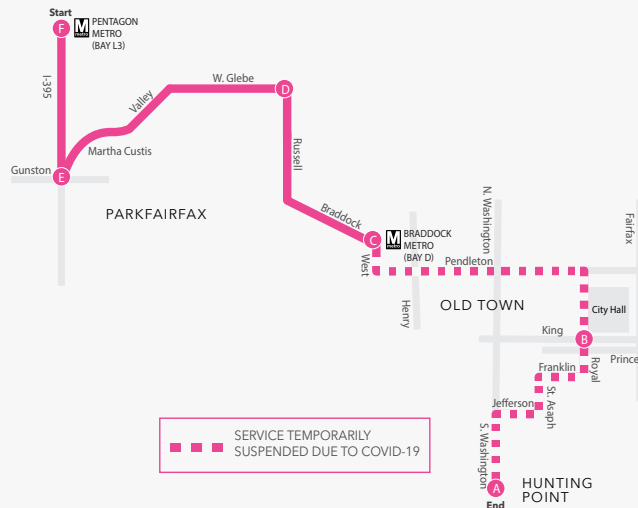 Start
F
M
metro
PENTAGON
METRO
(BAY L3)
I-395
W. Glebe
D
Valley
Martha Custis
Gunston
E
Russell
PARKFAIRFAX
Braddock
C
M
metro
BRADDOCK
METRO
(BAY D)
West
Pendleton
N. Washington
Fairfax
Henry
OLD TOWN
City Hall
King
B
Prince
Royal
Franklin
St. Asaph
Jefferson
S. Washington
SERVICE TEMPORARILY
SUSPENDED DUE TO COVID-19
A
HUNTING
POINT
End